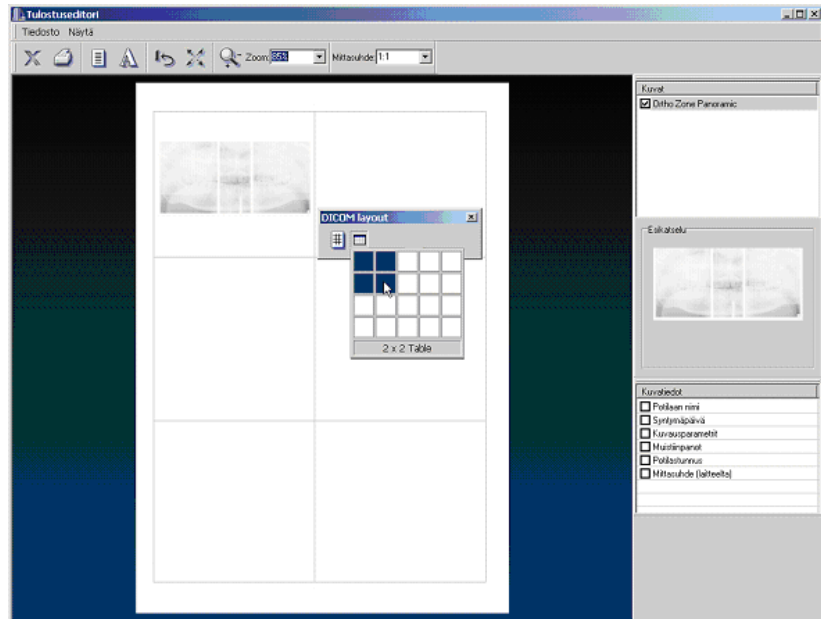 Tulostuseditori
Tiedosto Näytä
Zoom: 85% Mittasuhde: 1:1
Kuvat
Ortho Zone Panoramic
DICOM layout
2 x 2 Table
Esikatselu
Kuvatiedot
Potilaan nimi
Syntymäpäivä
Kuvausparametrit
Muistiinpanot
Potilastunnus
Mittasuhde (laitteelta)